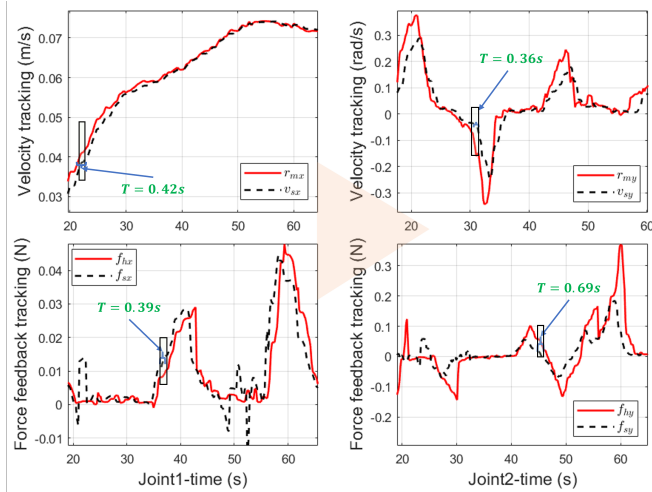 Velocity tracking (m/s)
0.07
0.06
0.05
0.04
0.03
T = 0.42s
r_mx
v_sx
20 30 40 50 60
Velocity tracking (rad/s)
0.3
0.2
0.1
0
-0.1
-0.2
-0.3
T = 0.36s
r_my
v_sy
20 30 40 50 60
Force feedback tracking (N)
0.04
0.03
0.02
0.01
0
-0.01
f_hx
f_sx
T = 0.39s
20 30 40 50 60
Joint1-time (s)
Force feedback tracking (N)
0.3
0.2
0.1
0
-0.1
-0.2
T = 0.69s
f_hy
f_sy
20 30 40 50 60
Joint2-time (s)